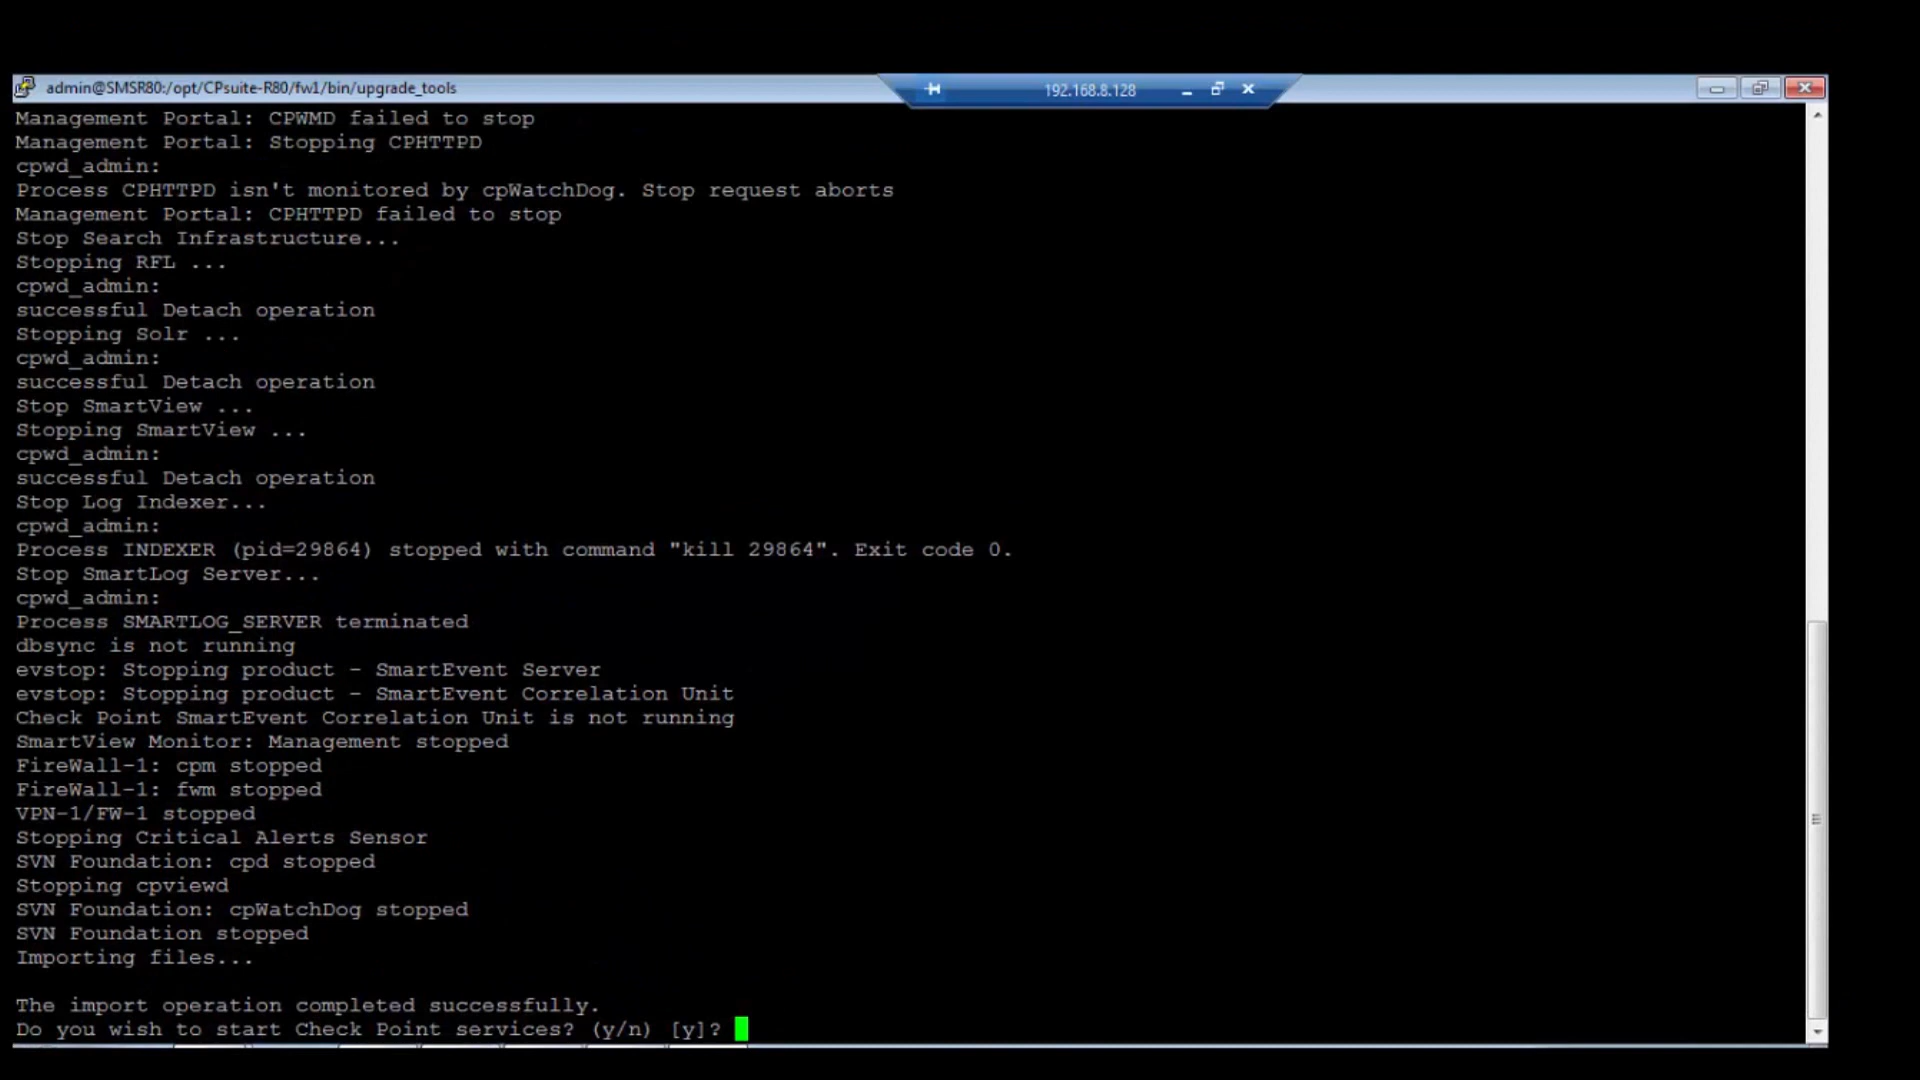 admin@SMSR80:/opt/CPsuite-R80/fw1/bin/upgrade_tools
192.168.8.128
Management Portal: CPWMD failed to stop
Management Portal: Stopping CPHTTPD
cpwd_admin:
Process CPHTTPD isn't monitored by cpWatchDog. Stop request aborts
Management Portal: CPHTTPD failed to stop
Stop Search Infrastructure...
Stopping RFL ...
cpwd_admin:
successful Detach operation
Stopping Solr ...
cpwd_admin:
successful Detach operation
Stop SmartView ...
Stopping SmartView ...
cpwd_admin:
successful Detach operation
Stop Log Indexer...
cpwd_admin:
Process INDEXER (pid=29864) stopped with command "kill 29864". Exit code 0.
Stop SmartLog Server...
cpwd_admin:
Process SMARTLOG_SERVER terminated
dbsync is not running
evstop: Stopping product - SmartEvent Server
evstop: Stopping product - SmartEvent Correlation Unit
Check Point SmartEvent Correlation Unit is not running
SmartView Monitor: Management stopped
FireWall-1: cpm stopped
FireWall-1: fwm stopped
VPN-1/FW-1 stopped
Stopping Critical Alerts Sensor
SVN Foundation: cpd stopped
Stopping cpviewd
SVN Foundation: cpWatchDog stopped
SVN Foundation stopped
Importing files...
The import operation completed successfully.
Do you wish to start Check Point services? (y/n) [y]?